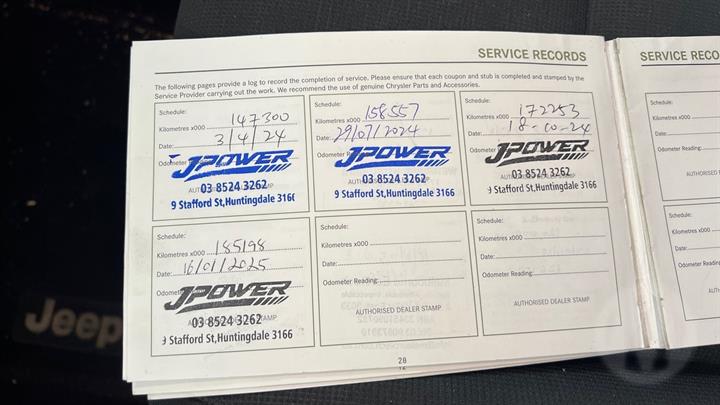 SERVICE RECORDS
The following pages provide a log to record the completion of service. Please ensure that each coupon and stub is completed and stamped by the
Service Provider carrying out the work. We recommend the use of genuine Chrysler Parts and Accessories.
Schedule:
Kilometres x000 147300
Date: 3/4/24
Odometer
JPOWER
03 8524 3262
9 Stafford St,Huntingdale 316
Schedule:
Kilometres x000 158557
Date: 29/07/2024
Odometer
JPOWER
03 8524 3262
9 Stafford St,Huntingdale 3166
Schedule:
Kilometres x000 172253
Date: 18-10-24
Odometer
JPOWER
03 8524 3262
9 Stafford St,Huntingdale 3166
Schedule:
Kilometres x000 185198
Date: 16/01/2025
JPOWER
03 8524 3262
9 Stafford St,Huntingdale 3166
Schedule:
Kilometres x000
Date:
Odometer Reading:
AUTHORISED DEALER STAMP
Schedule:
Kilometres x000
Date:
Odometer Reading:
AUTHORISED DEALER STAMP
28
SERVICE RECO
Schedule:
Kilometres x000
Date:
Odometer Reading:
AUTHORISED
Schedule:
Kilometres x000
Date:
Odometer Reading:
Jeep